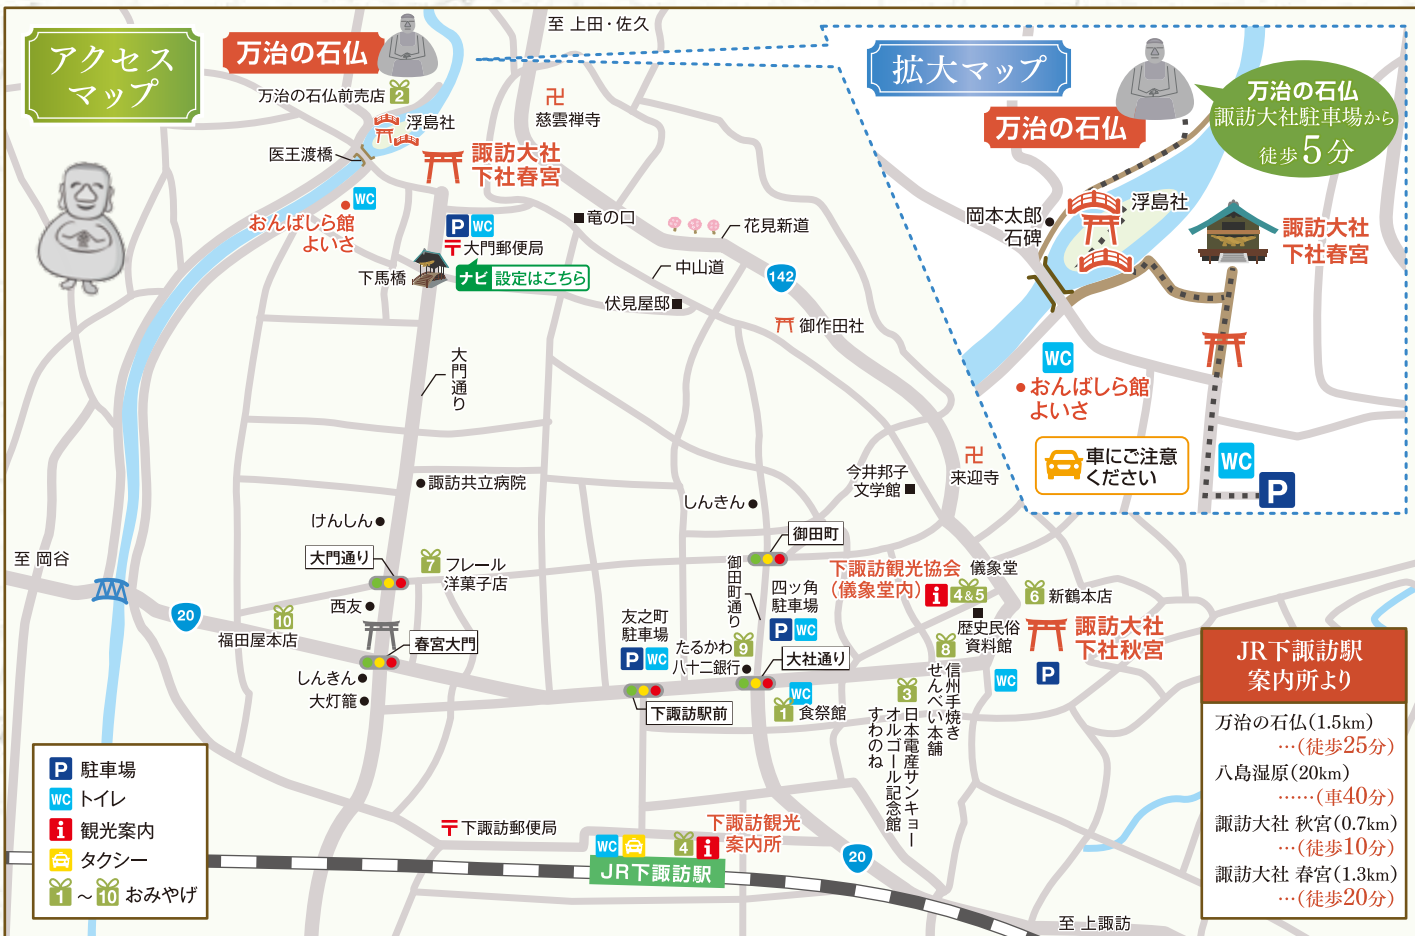 アクセス
マップ
万治の石仏
万治の石仏前売店
2
浮島社
医王渡橋
諏訪大社
下社春宮
WC
おんばしら館
よいさ
P
WC
大門郵便局
下馬橋
ナビ 設定はこちら
至 上田・佐久
慈雲禅寺
竜の口
花見新道
中山道
142
伏見屋邸
御作田社
大門通り
諏訪共立病院
けんしん
大門通り
7
フレール
洋菓子店
西友
至 岡谷
20
10
福田屋本店
春宮大門
しんきん
大灯籠
しんきん
今井邦子
文学館
来迎寺
御田町
御田町通り
四ッ角
駐車場
P
WC
友之町
駐車場
P
WC
たるかわ
9
八十二銀行
大社通り
下諏訪駅前
WC
1
食祭館
下諏訪観光協会
(儀象堂内)
i
儀象堂
4&5
6
新鶴本店
歴史民俗
資料館
諏訪大社
下社秋宮
8
信州手焼き
せんべい本舗
WC
P
3
日本電産サンキョー
オルゴール記念館
すわのね
下諏訪郵便局
WC
4
i
下諏訪観光
案内所
JR下諏訪駅
20
至 上諏訪
P 駐車場
WC トイレ
i 観光案内
タクシー
1 ～ 10 おみやげ
拡大マップ
万治の石仏
万治の石仏
諏訪大社駐車場から
徒歩5分
浮島社
岡本太郎
石碑
諏訪大社
下社春宮
WC
おんばしら館
よいさ
車にご注意
ください
WC
P
JR下諏訪駅
案内所より
万治の石仏(1.5km)
…(徒歩25分)
八島湿原(20km)
……(車40分)
諏訪大社 秋宮(0.7km)
…(徒歩10分)
諏訪大社 春宮(1.3km)
…(徒歩20分)